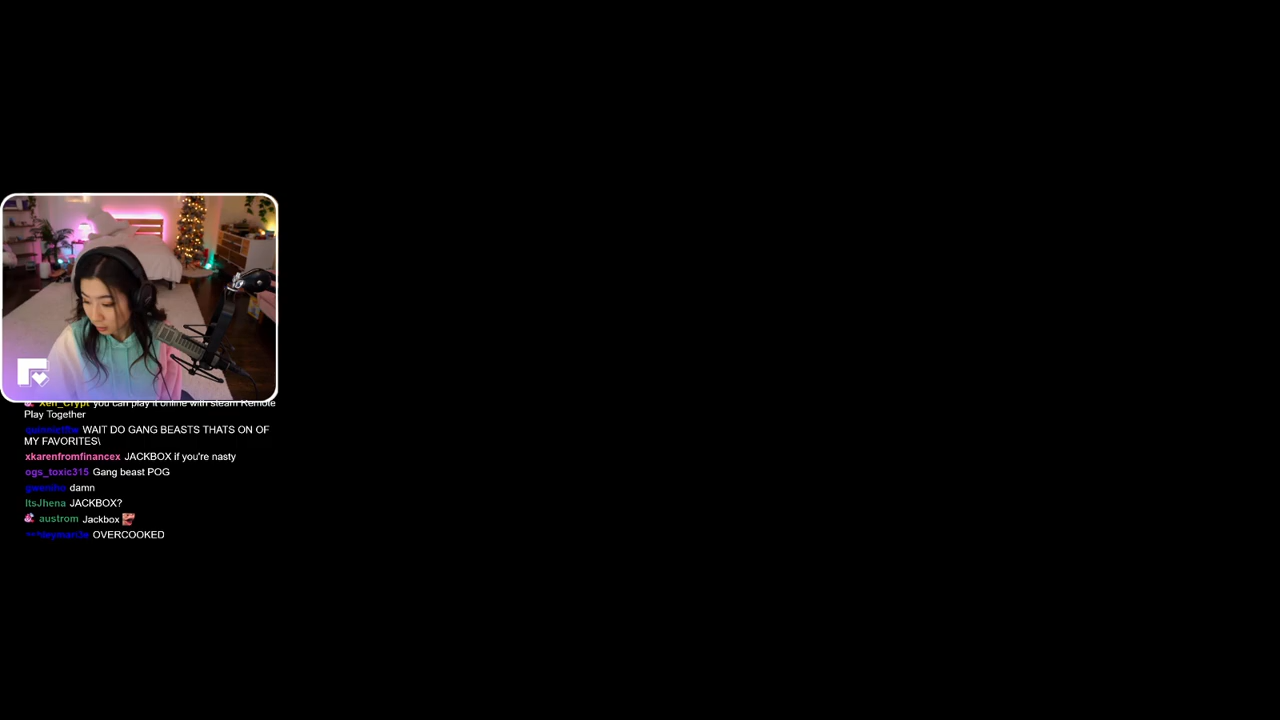 Xen_Crypt you can play it online with steam Remote
Play Together
WAIT DO GANG BEASTS THATS ON OF
MY FAVORITES\
xkarenfromfinancex JACKBOX if you're nasty
ogs_toxic315 Gang beast POG
damn
ItsJhena JACKBOX?
austrom Jackbox
OVERCOOKED